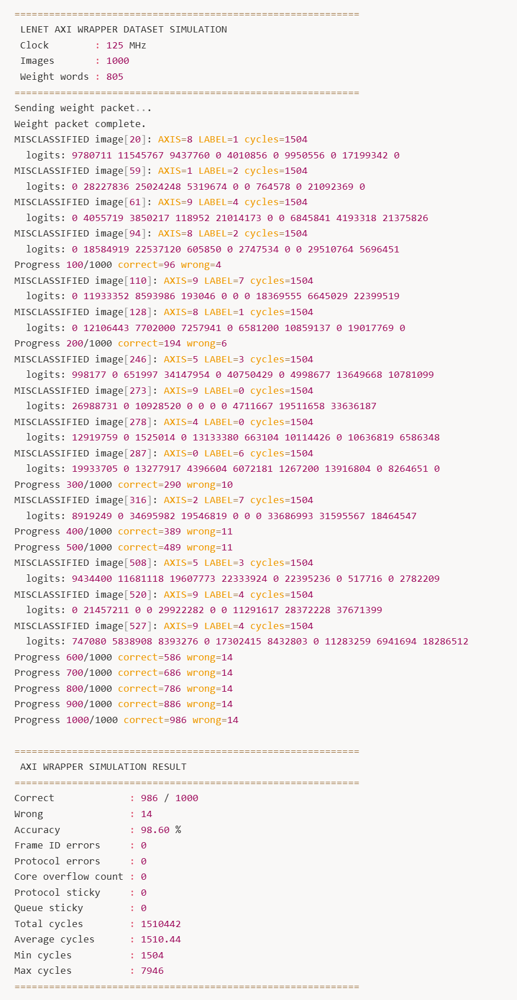 ============================================================
LENET AXI WRAPPER DATASET SIMULATION
Clock        : 125 MHz
Images       : 1000
Weight words : 805
============================================================
Sending weight packet...
Weight packet complete.
MISCLASSIFIED image[20]: AXIS=8 LABEL=1 cycles=1504
logits: 9780711 11545767 9437760 0 4010856 0 9950556 0 17199342 0
MISCLASSIFIED image[59]: AXIS=1 LABEL=2 cycles=1504
logits: 0 28227836 25024248 5319674 0 0 764578 0 21092369 0
MISCLASSIFIED image[61]: AXIS=9 LABEL=4 cycles=1504
logits: 0 4055719 3850217 118952 21014173 0 0 6845841 4193318 21375826
MISCLASSIFIED image[94]: AXIS=8 LABEL=2 cycles=1504
logits: 0 18584919 22537120 605850 0 2747534 0 0 29510764 5696451
Progress 100/1000 correct=96 wrong=4
MISCLASSIFIED image[110]: AXIS=9 LABEL=7 cycles=1504
logits: 0 11933352 8593986 193046 0 0 0 18369555 6645029 22399519
MISCLASSIFIED image[128]: AXIS=8 LABEL=1 cycles=1504
logits: 0 12106443 7702000 7257941 0 6581200 10859137 0 19017769 0
Progress 200/1000 correct=194 wrong=6
MISCLASSIFIED image[246]: AXIS=5 LABEL=3 cycles=1504
logits: 998177 0 651997 34147954 0 40750429 0 4998677 13649668 10781099
MISCLASSIFIED image[273]: AXIS=9 LABEL=0 cycles=1504
logits: 26988731 0 10928520 0 0 0 0 4711667 19511658 33636187
MISCLASSIFIED image[278]: AXIS=4 LABEL=0 cycles=1504
logits: 12919759 0 1525014 0 13133380 663104 10114426 0 10636819 6586348
MISCLASSIFIED image[287]: AXIS=0 LABEL=6 cycles=1504
logits: 19933705 0 13277917 4396604 6072181 1267200 13916804 0 8264651 0
Progress 300/1000 correct=290 wrong=10
MISCLASSIFIED image[316]: AXIS=2 LABEL=7 cycles=1504
logits: 8919249 0 34695982 19546819 0 0 0 33686993 31595567 18464547
Progress 400/1000 correct=389 wrong=11
Progress 500/1000 correct=489 wrong=11
MISCLASSIFIED image[508]: AXIS=5 LABEL=3 cycles=1504
logits: 9434400 11681118 19607773 22333924 0 22395236 0 517716 0 2782209
MISCLASSIFIED image[520]: AXIS=9 LABEL=4 cycles=1504
logits: 0 21457211 0 0 29922282 0 0 11291617 28372228 37671399
MISCLASSIFIED image[527]: AXIS=9 LABEL=4 cycles=1504
logits: 747080 5838908 8393276 0 17302415 8432803 0 11283259 6941694 18286512
Progress 600/1000 correct=586 wrong=14
Progress 700/1000 correct=686 wrong=14
Progress 800/1000 correct=786 wrong=14
Progress 900/1000 correct=886 wrong=14
Progress 1000/1000 correct=986 wrong=14
============================================================
AXI WRAPPER SIMULATION RESULT
============================================================
Correct             : 986 / 1000
Wrong               : 14
Accuracy            : 98.60 %
Frame ID errors     : 0
Protocol errors     : 0
Core overflow count : 0
Protocol sticky     : 0
Queue sticky        : 0
Total cycles        : 1510442
Average cycles      : 1510.44
Min cycles          : 1504
Max cycles          : 7946
============================================================